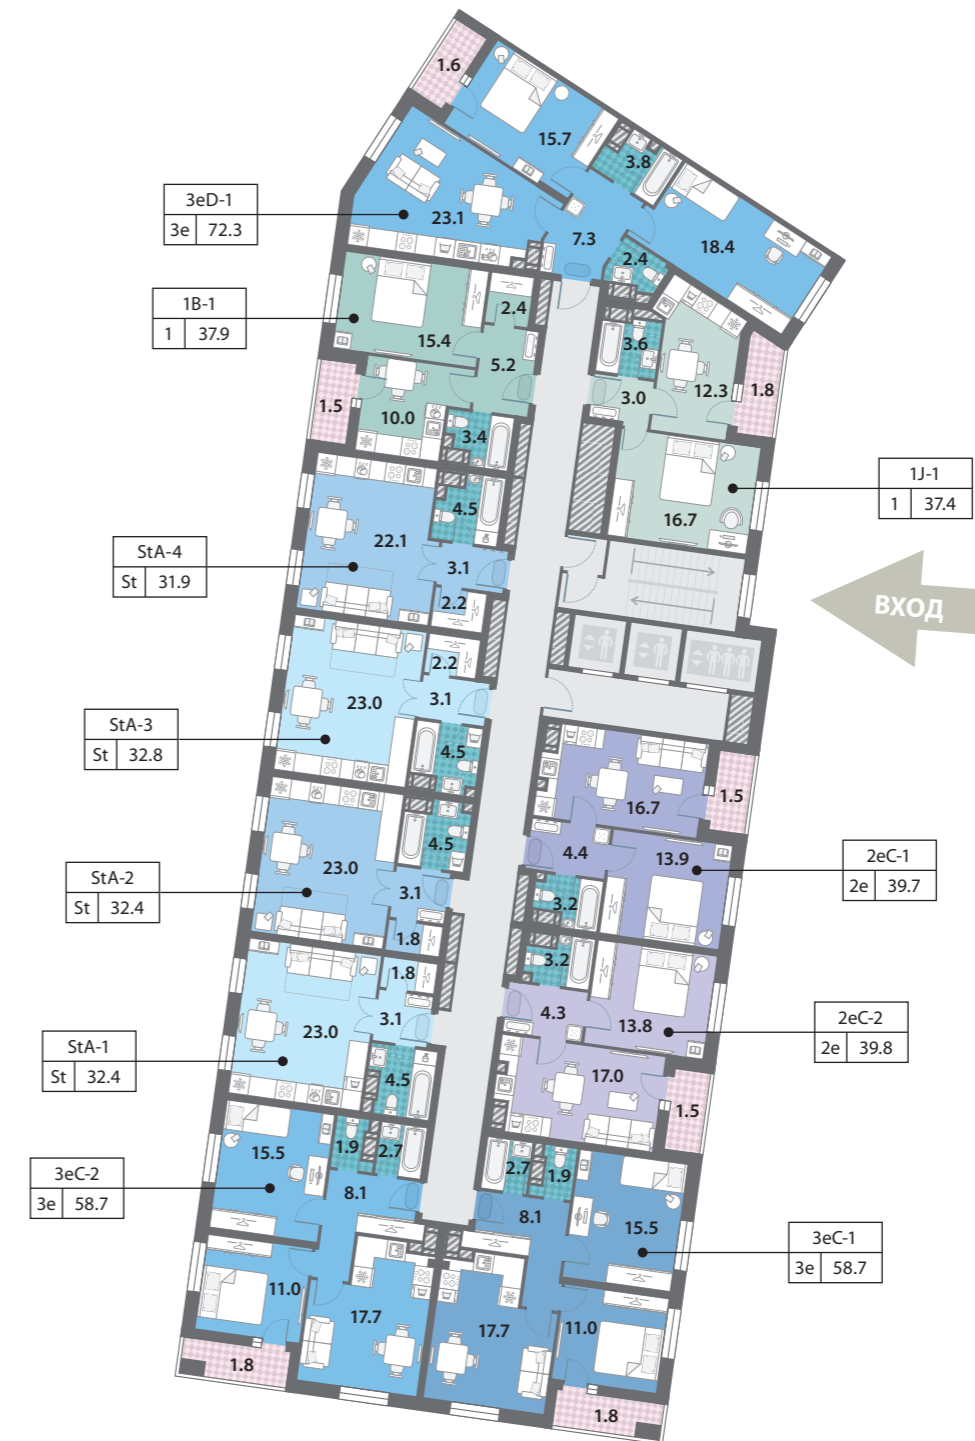 1.6
15.7
3.8
3eD-1
3e 72.3
23.1
7.3
2.4
18.4
1B-1
1 37.9
2.4
15.4
5.2
3.6
12.3
1.8
3.0
1.5
10.0
3.4
1J-1
1 37.4
16.7
4.5
22.1
StA-4
St 31.9
3.1
2.2
ВХОД
2.2
23.0
3.1
StA-3
St 32.8
4.5
16.7
1.5
4.5
4.4
13.9
2eC-1
2e 39.7
23.0
StA-2
St 32.4
3.1
3.2
1.8
3.2
1.8
23.0
3.1
4.3
13.8
2eC-2
2e 39.8
StA-1
St 32.4
4.5
17.0
1.5
15.5
1.9
2.7
2.7
1.9
3eC-2
3e 58.7
8.1
8.1
15.5
3eC-1
3e 58.7
11.0
17.7
17.7
11.0
1.8
1.8